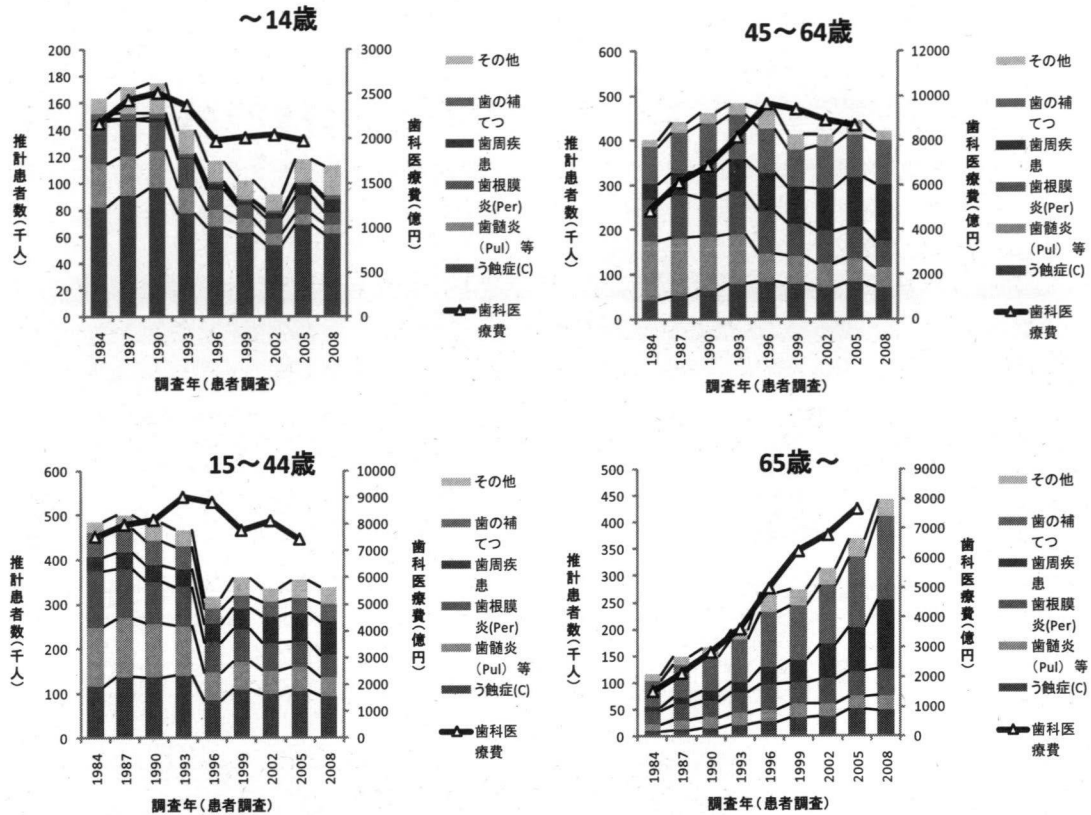 ～14歳
推計患者数(千人)
200
180
160
140
120
100
80
60
40
20
0
歯科医療費(億円)
3000
2500
2000
1500
1000
500
0
1984
1987
1990
1993
1996
1999
2002
2005
2008
調査年(患者調査)
その他
歯の補
てつ
歯周疾
患
歯根膜
炎(Per)
歯髄炎
（Pul）等
う蝕症(C)
歯科医
療費
45～64歳
推計患者数(千人)
600
500
400
300
200
100
0
歯科医療費(億円)
12000
10000
8000
6000
4000
2000
0
1984
1987
1990
1993
1996
1999
2002
2005
2008
調査年(患者調査)
その他
歯の補
てつ
歯周疾
患
歯根膜
炎(Per)
歯髄炎
（Pul）等
う蝕症(C)
歯科医
療費
15～44歳
推計患者数(千人)
600
500
400
300
200
100
0
歯科医療費(億円)
10000
9000
8000
7000
6000
5000
4000
3000
2000
1000
0
1984
1987
1990
1993
1996
1999
2002
2005
2008
調査年(患者調査)
その他
歯の補
てつ
歯周疾
患
歯根膜
炎(Per)
歯髄炎
（Pul）等
う蝕症(C)
歯科医
療費
65歳～
推計患者数(千人)
500
450
400
350
300
250
200
150
100
50
0
歯科医療費(億円)
9000
8000
7000
6000
5000
4000
3000
2000
1000
0
1984
1987
1990
1993
1996
1999
2002
2005
2008
調査年(患者調査)
その他
歯の補
てつ
歯周疾
患
歯根膜
炎(Per)
歯髄炎
（Pul）等
う蝕症(C)
歯科医
療費